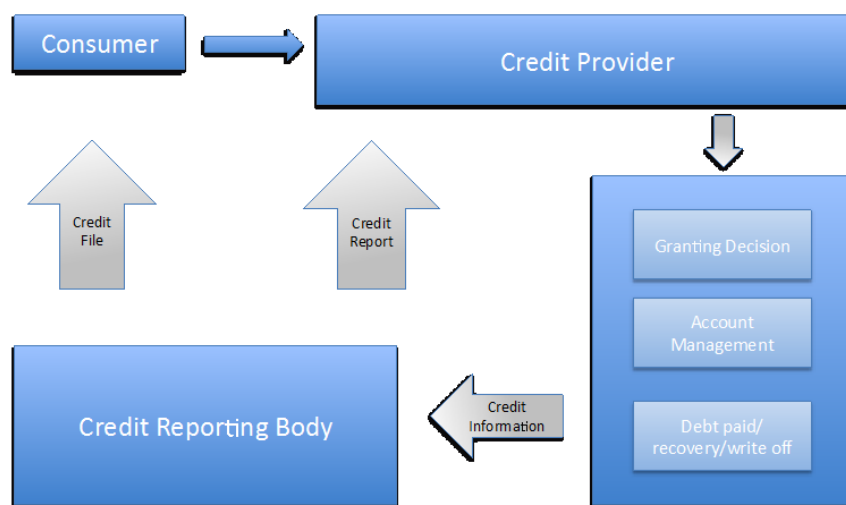 Consumer
Credit Provider
Credit
File
Credit
Report
Granting Decision
Account
Management
Credit Reporting Body
Credit
Information
Debt paid/
recovery/write off